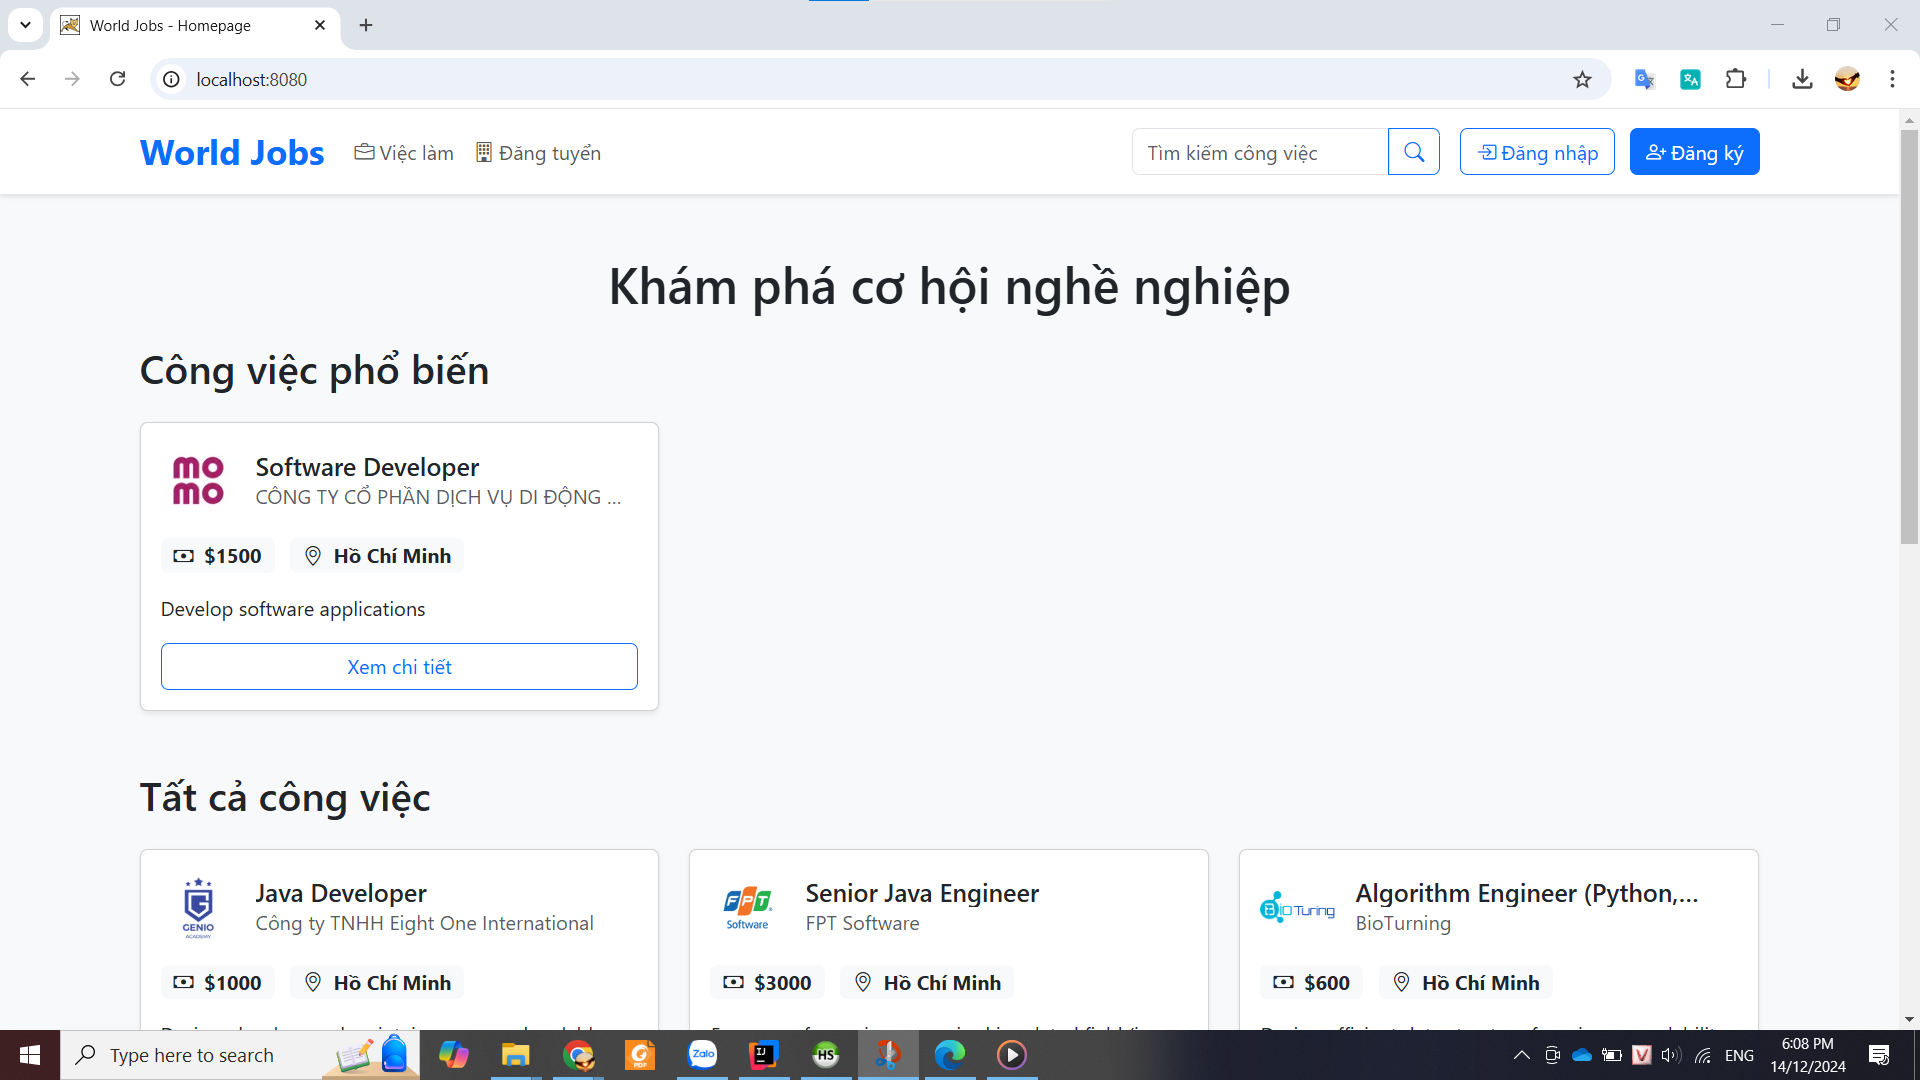 World Jobs - Homepage
localhost:8080
World Jobs
Việc làm
Đăng tuyển
Tìm kiếm công việc
Đăng nhập
Đăng ký
Khám phá cơ hội nghề nghiệp
Công việc phổ biến
mo
mo
Software Developer
CÔNG TY CỔ PHẦN DỊCH VỤ DI ĐỘNG ...
$1500
Hồ Chí Minh
Develop software applications
Xem chi tiết
Tất cả công việc
GENIO
ACADEMY
Java Developer
Công ty TNHH Eight One International
$1000
Hồ Chí Minh
FPT
Software
Senior Java Engineer
FPT Software
$3000
Hồ Chí Minh
BioTuring
Algorithm Engineer (Python,...
BioTurning
$600
Hồ Chí Minh
Type here to search
PDF
Zalo
IJ
HS
V
ENG
6:08 PM
14/12/2024